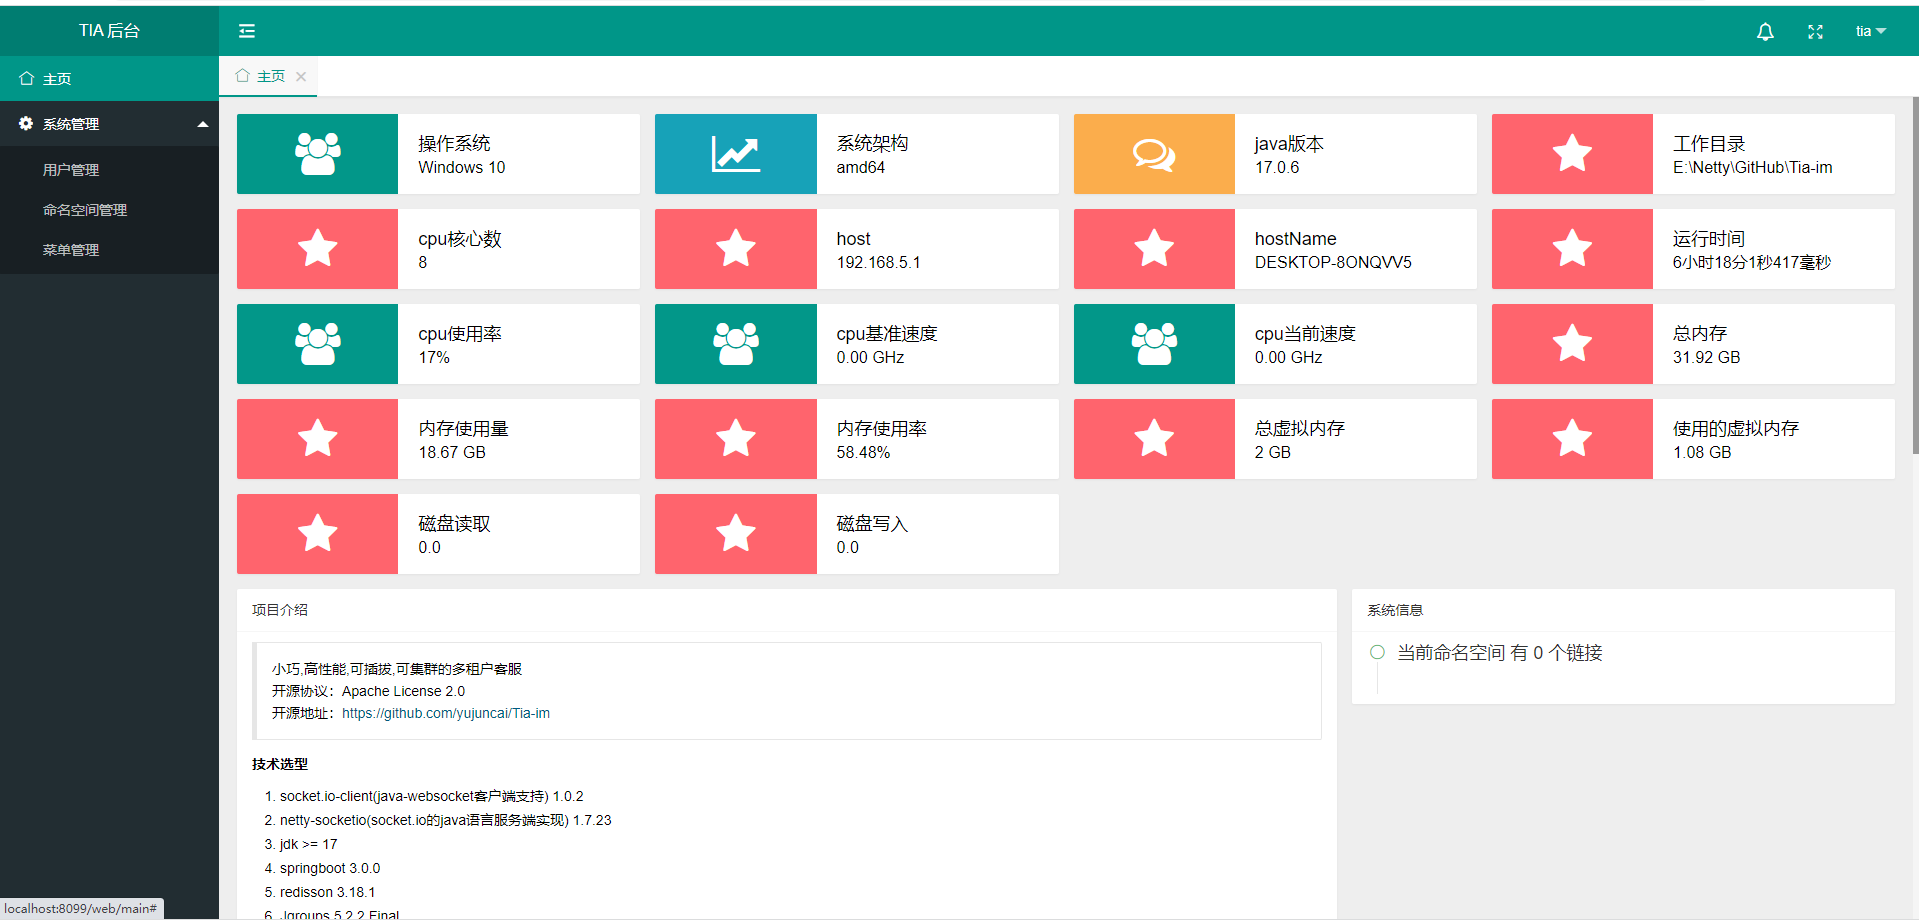 TIA 后台
tia
主页
系统管理
用户管理
命名空间管理
菜单管理
主页
操作系统
Windows 10
系统架构
amd64
java版本
17.0.6
工作目录
E:\Netty\GitHub\Tia-im
cpu核心数
8
host
192.168.5.1
hostName
DESKTOP-8ONQVV5
运行时间
6小时18分1秒417毫秒
cpu使用率
17%
cpu基准速度
0.00 GHz
cpu当前速度
0.00 GHz
总内存
31.92 GB
内存使用量
18.67 GB
内存使用率
58.48%
总虚拟内存
2 GB
使用的虚拟内存
1.08 GB
磁盘读取
0.0
磁盘写入
0.0
项目介绍
小巧,高性能,可插拔,可集群的多租户客服
开源协议：Apache License 2.0
开源地址：https://github.com/yujuncai/Tia-im
技术选型
1. socket.io-client(java-websocket客户端支持) 1.0.2
2. netty-socketio(socket.io的java语言服务端实现) 1.7.23
3. jdk >= 17
4. springboot 3.0.0
5. redisson 3.18.1
6. Jgroups 5.2.2.Final
系统信息
当前命名空间 有 0 个链接
localhost:8099/web/main#